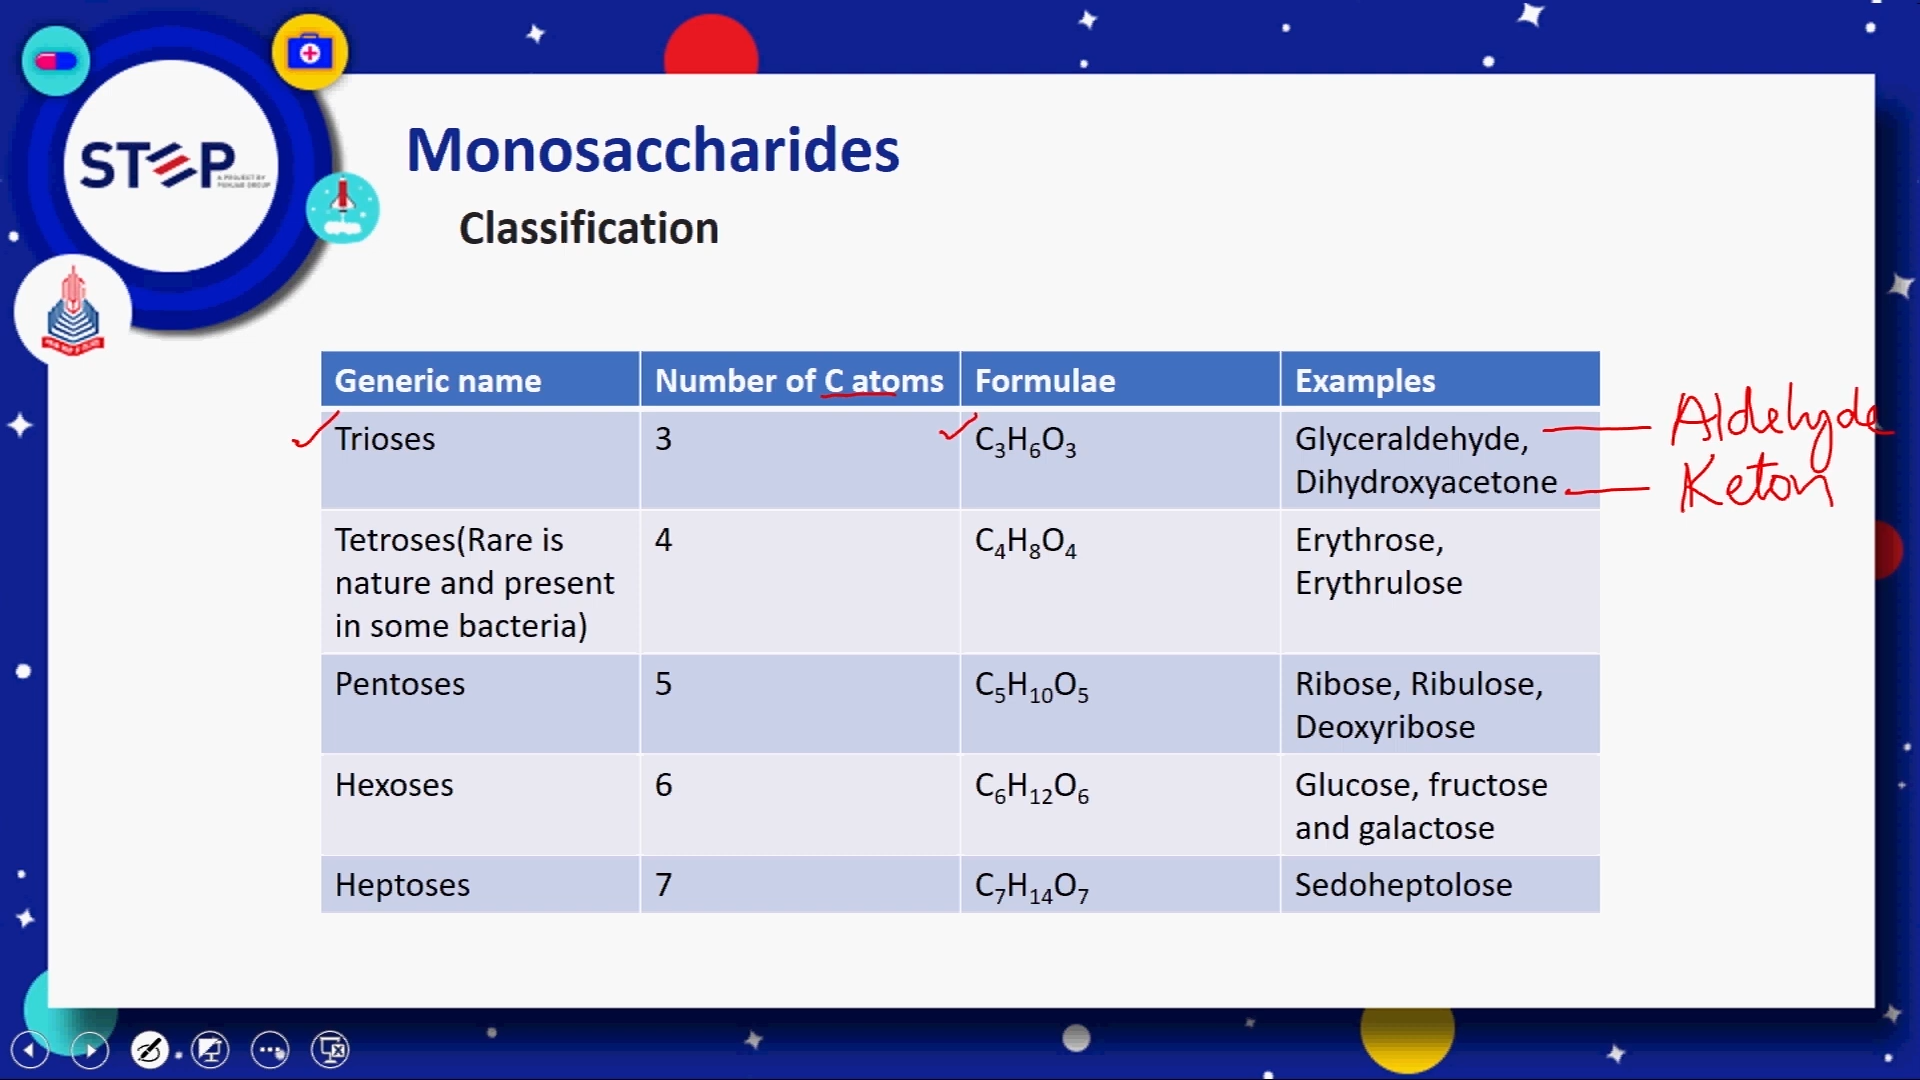 STEP
A PROJECT BY
PUNJAB GROUP
Monosaccharides
Classification
Generic name Number of C atoms Formulae Examples
Trioses 3 C₃H₆O₃ Glyceraldehyde,
Dihydroxyacetone
Aldehyde
Keton
Tetroses(Rare is
nature and present
in some bacteria)
4 C₄H₈O₄ Erythrose,
Erythrulose
Pentoses 5 C₅H₁₀O₅ Ribose, Ribulose,
Deoxyribose
Hexoses 6 C₆H₁₂O₆ Glucose, fructose
and galactose
Heptoses 7 C₇H₁₄O₇ Sedoheptolose